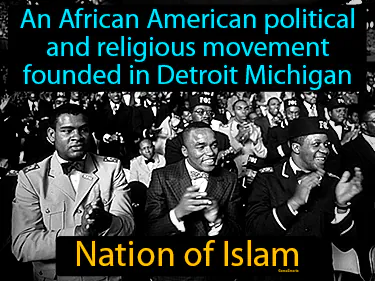 An African American political
and religious movement
founded in Detroit Michigan
Nation of Islam